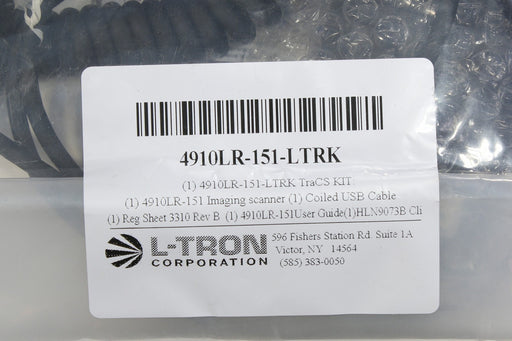 4910LR-151-LTRK
(1) 4910LR-151-LTRK TraCS KIT:
(1) 4910LR-151 Imaging scanner (1) Coiled USB Cable
(1) Reg Sheet 3310 Rev B (1) 4910LR-151User Guide(1)HLN9073B Cli
L-TRON
CORPORATION
596 Fishers Station Rd. Suite 1A
Victor, NY 14564
(585) 383-0050